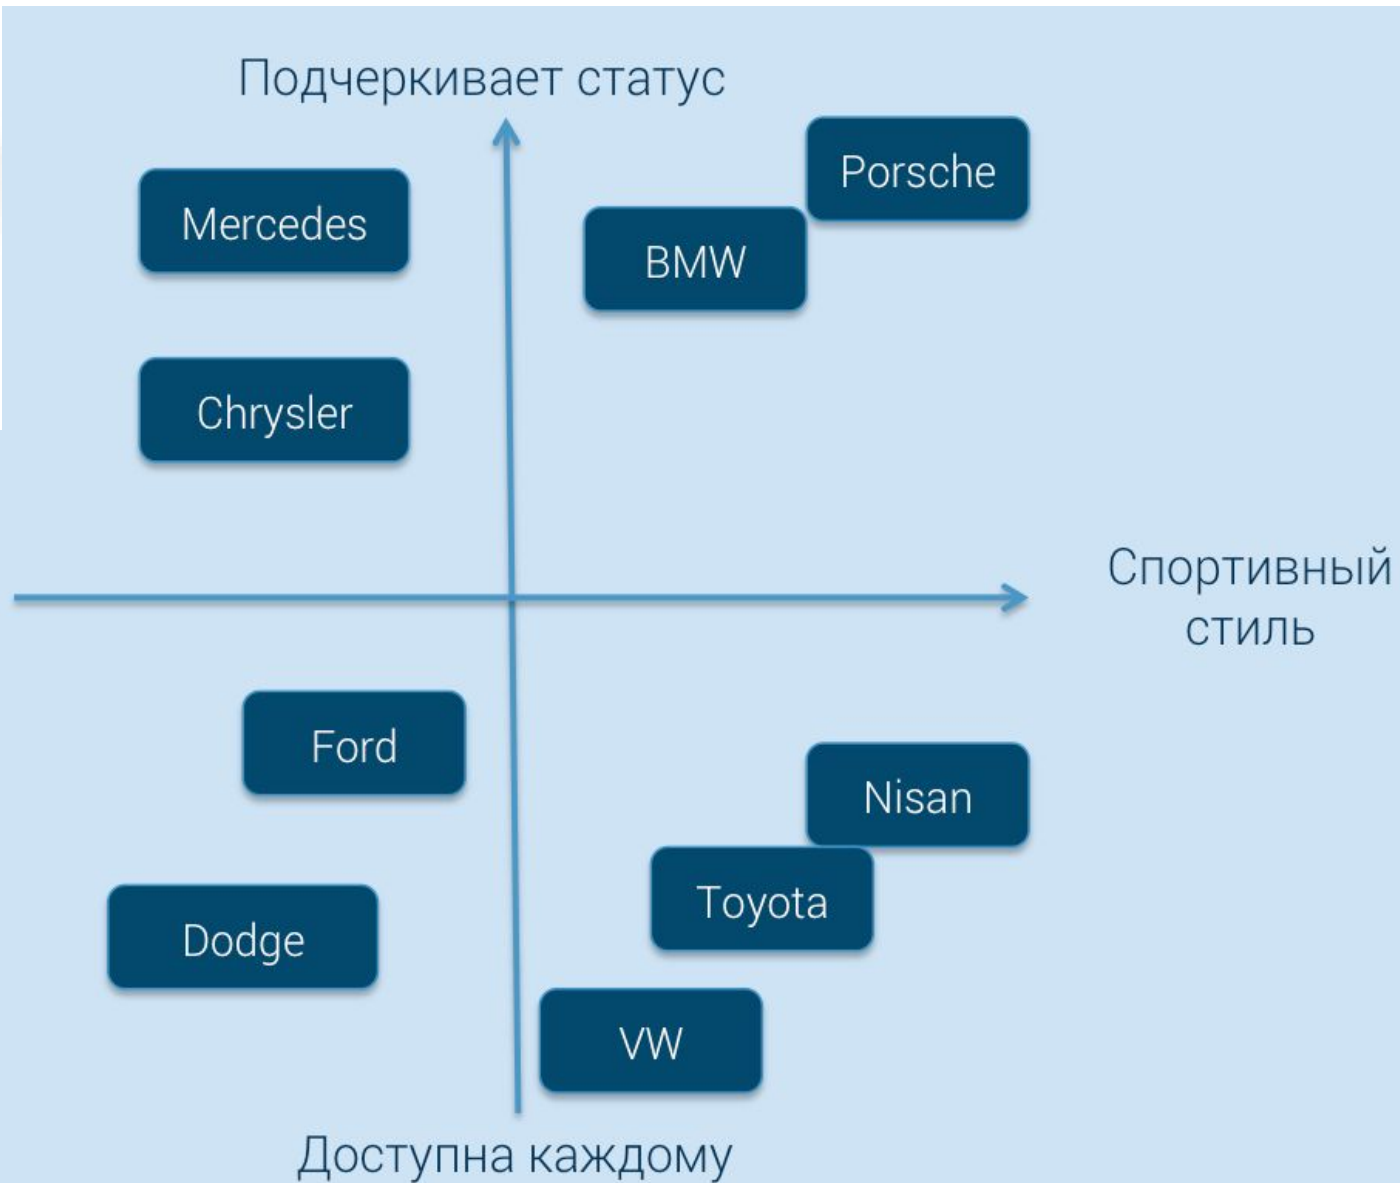 Подчеркивает статус
Porsche
Mercedes
BMW
Chrysler
Спортивный
стиль
Ford
Nisan
Toyota
Dodge
VW
Доступна каждому